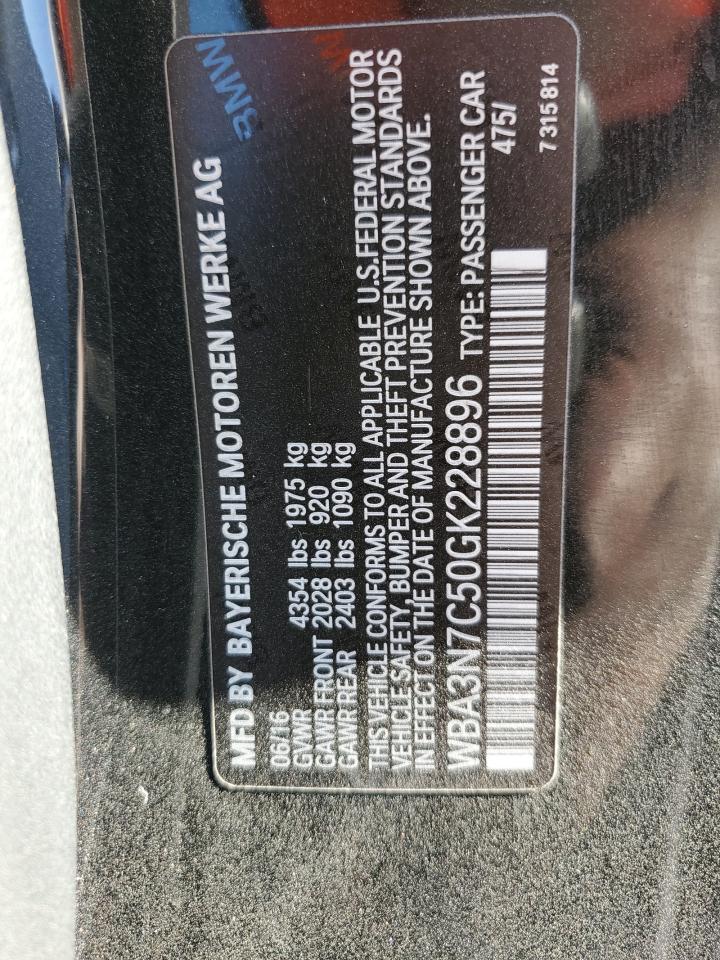 BMW
MFD BY BAYERISCHE MOTOREN WERKE AG
06/16
GVWR 4354 lbs 1975 kg
GAWR FRONT 2028 lbs 920 kg
GAWR REAR 2403 lbs 1090 kg
THIS VEHICLE CONFORMS TO ALL APPLICABLE U.S.FEDERAL MOTOR
VEHICLE SAFETY, BUMPER AND THEFT PREVENTION STANDARDS
IN EFFECT ON THE DATE OF MANUFACTURE SHOWN ABOVE.
WBA3N7C50GK228896 TYPE: PASSENGER CAR
475/
7 315 814